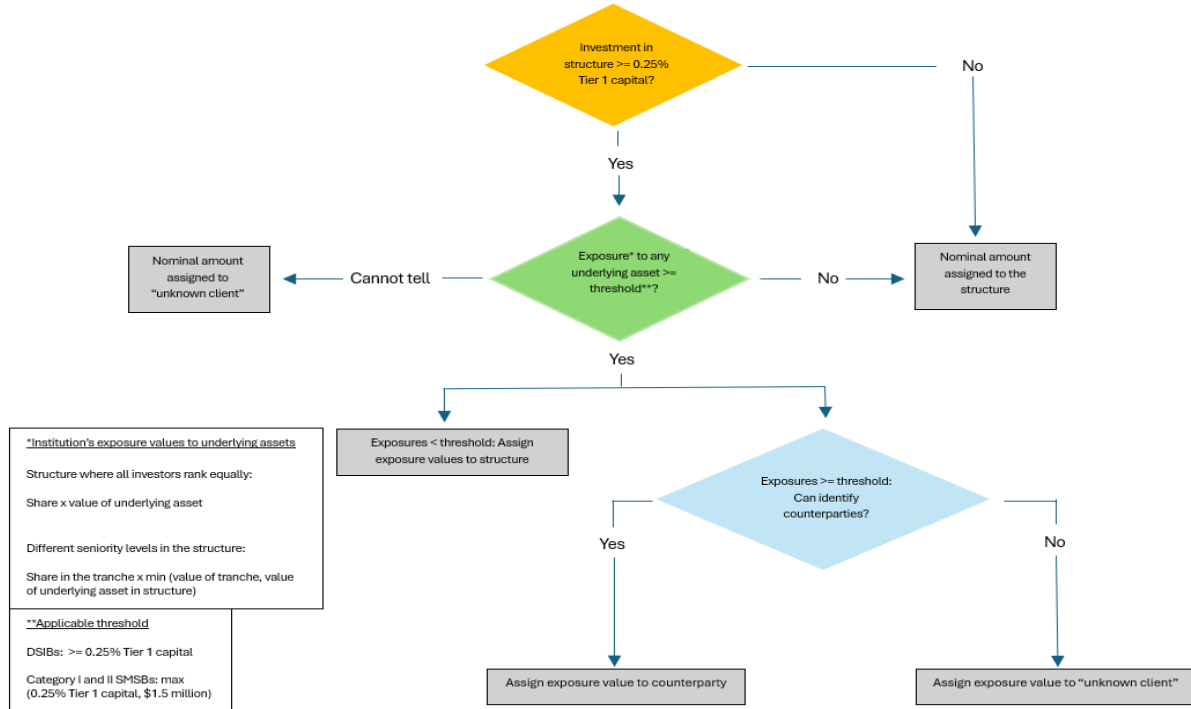 Investment in
structure >= 0.25%
Tier 1 capital?
No
Yes
Nominal amount
assigned to
“unknown client”
Cannot tell
Exposure* to any
underlying asset >=
threshold**?
No
Nominal amount
assigned to the
structure
Yes
Exposures < threshold: Assign
exposure values to structure
Exposures >= threshold:
Can identify
counterparties?
Yes
No
Assign exposure value to counterparty
Assign exposure value to “unknown client”
*Institution’s exposure values to underlying assets
Structure where all investors rank equally:
Share x value of underlying asset
Different seniority levels in the structure:
Share in the tranche x min (value of tranche, value
of underlying asset in structure)
**Applicable threshold
DSIBs: >= 0.25% Tier 1 capital
Category I and II SMSBs: max
(0.25% Tier 1 capital, $1.5 million)